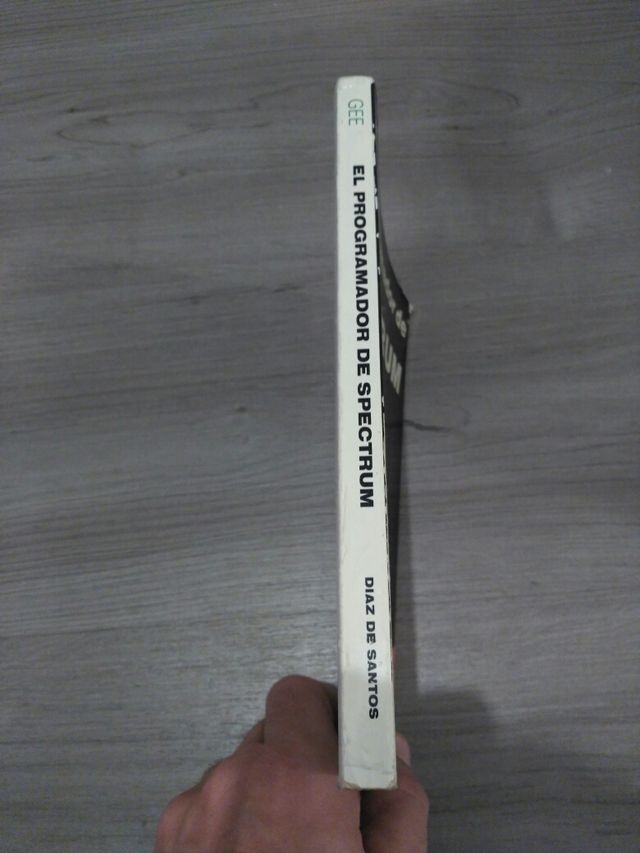 GEE
EL PROGRAMADOR DE SPECTRUM
DIAZ DE SANTOS